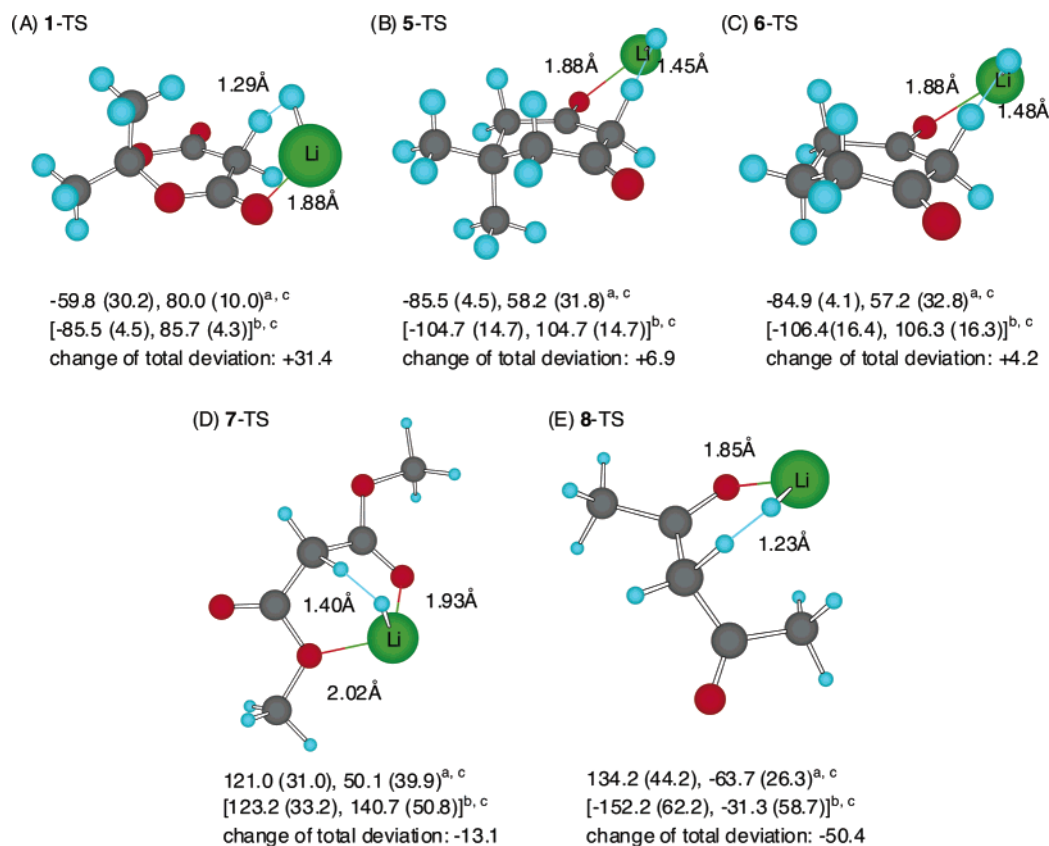 (A) 1-TS
1.29Å
Li
1.88Å
-59.8 (30.2), 80.0 (10.0)a, c
[-85.5 (4.5), 85.7 (4.3)]b, c
change of total deviation: +31.4
(B) 5-TS
1.88Å
Li
1.45Å
-85.5 (4.5), 58.2 (31.8)a, c
[-104.7 (14.7), 104.7 (14.7)]b, c
change of total deviation: +6.9
(C) 6-TS
1.88Å
Li
1.48Å
-84.9 (4.1), 57.2 (32.8)a, c
[-106.4(16.4), 106.3 (16.3)]b, c
change of total deviation: +4.2
(D) 7-TS
1.40Å
1.93Å
Li
2.02Å
121.0 (31.0), 50.1 (39.9)a, c
[123.2 (33.2), 140.7 (50.8)]b, c
change of total deviation: -13.1
(E) 8-TS
1.85Å
Li
1.23Å
134.2 (44.2), -63.7 (26.3)a, c
[-152.2 (62.2), -31.3 (58.7)]b, c
change of total deviation: -50.4